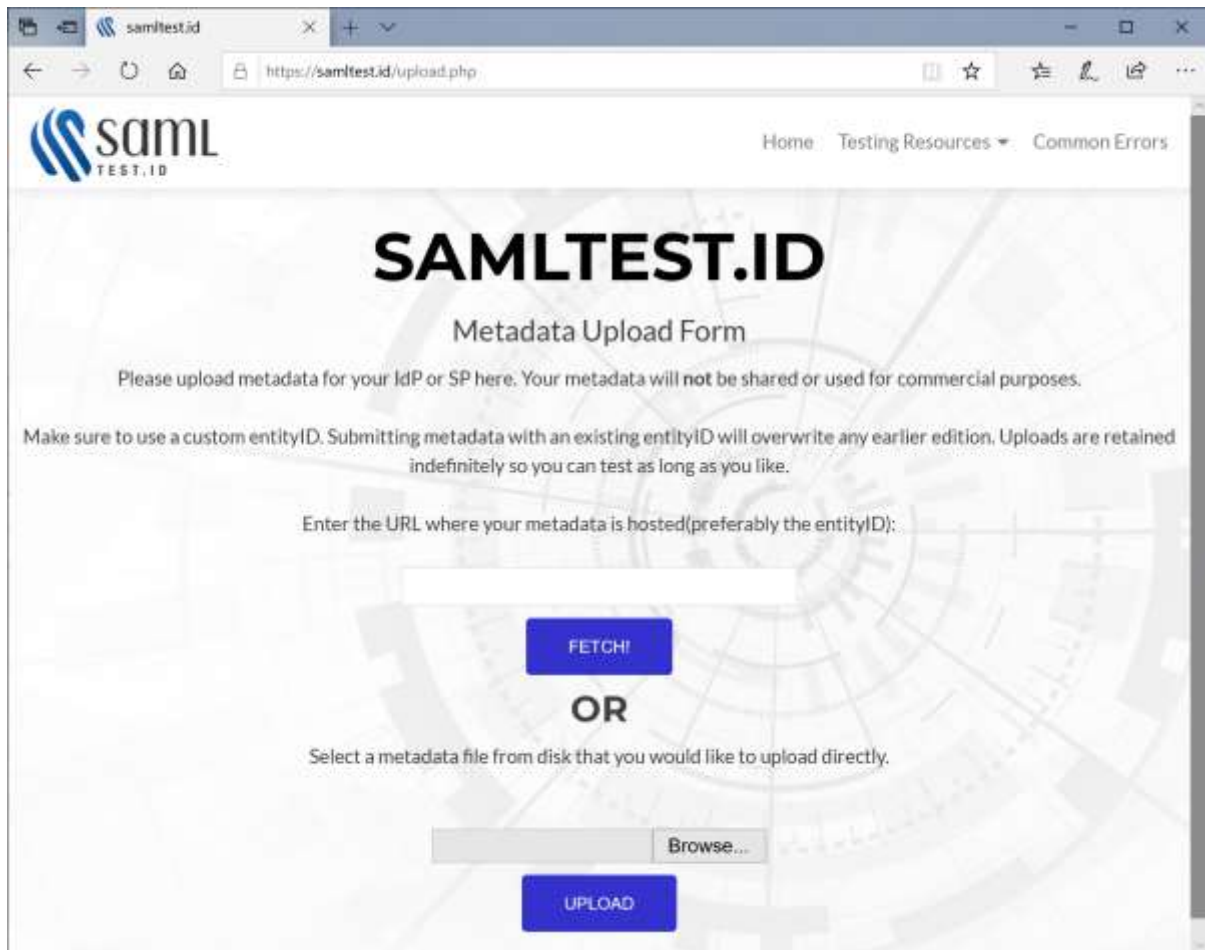 samltest.id
https://samltest.id/upload.php
saml
TEST.ID
Home Testing Resources Common Errors
SAMLTEST.ID
Metadata Upload Form
Please upload metadata for your IdP or SP here. Your metadata will not be shared or used for commercial purposes.
Make sure to use a custom entityID. Submitting metadata with an existing entityID will overwrite any earlier edition. Uploads are retained
indefinitely so you can test as long as you like.
Enter the URL where your metadata is hosted(preferably the entityID):
FETCH!
OR
Select a metadata file from disk that you would like to upload directly.
Browse...
UPLOAD